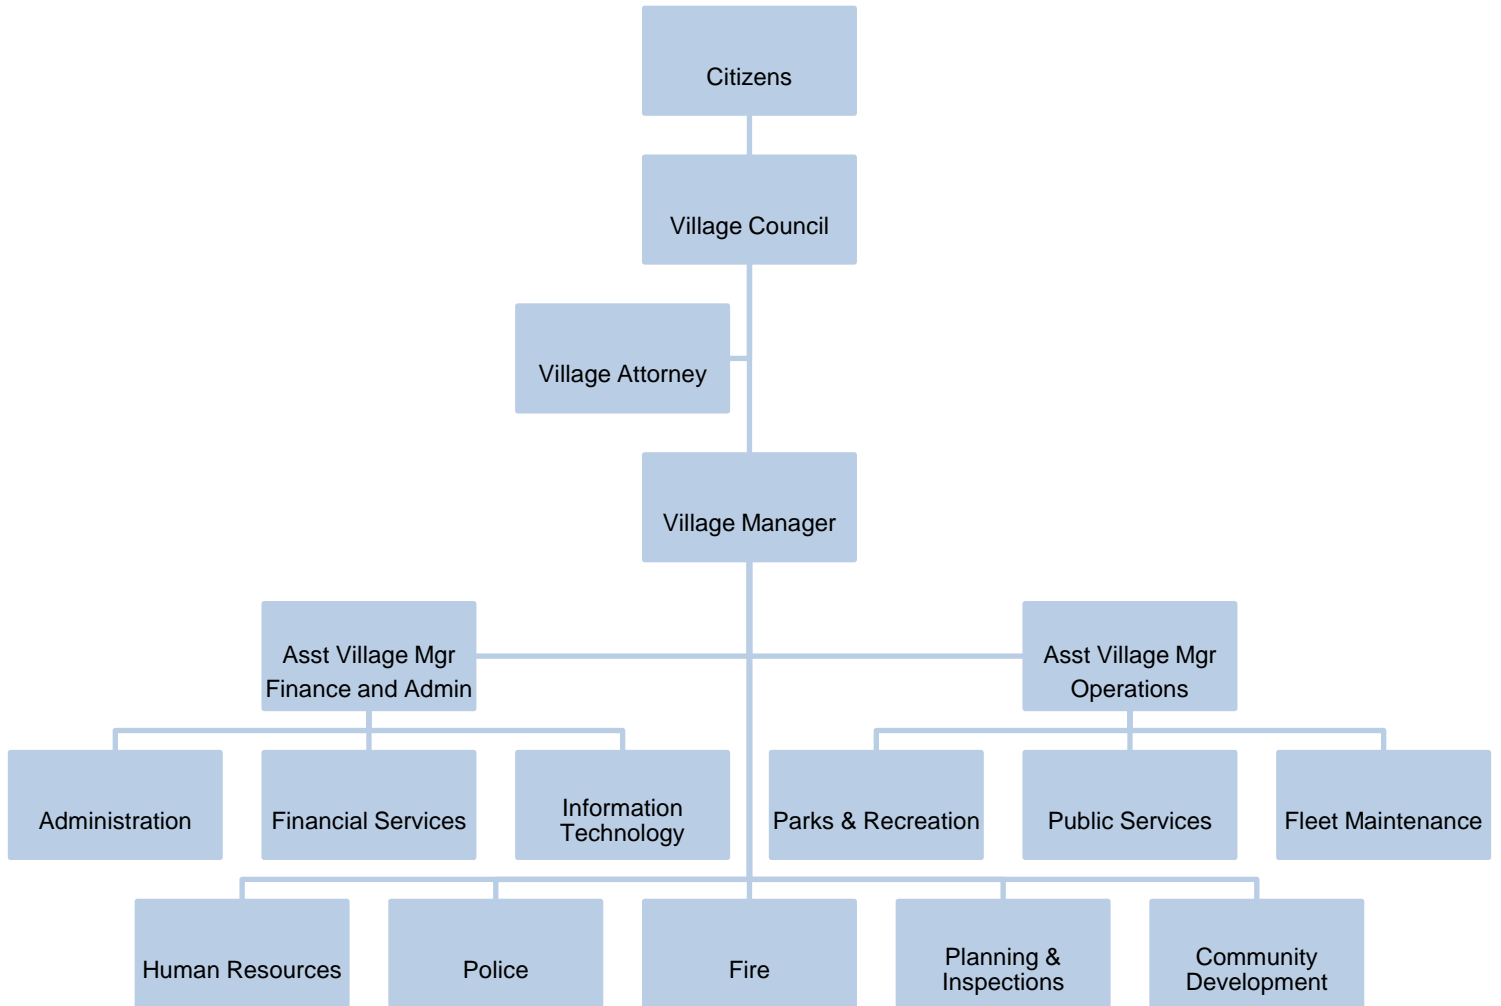 Citizens
Village Council
Village Attorney
Village Manager
Asst Village Mgr
Finance and Admin
Asst Village Mgr
Operations
Administration
Financial Services
Information
Technology
Parks & Recreation
Public Services
Fleet Maintenance
Human Resources
Police
Fire
Planning &
Inspections
Community
Development